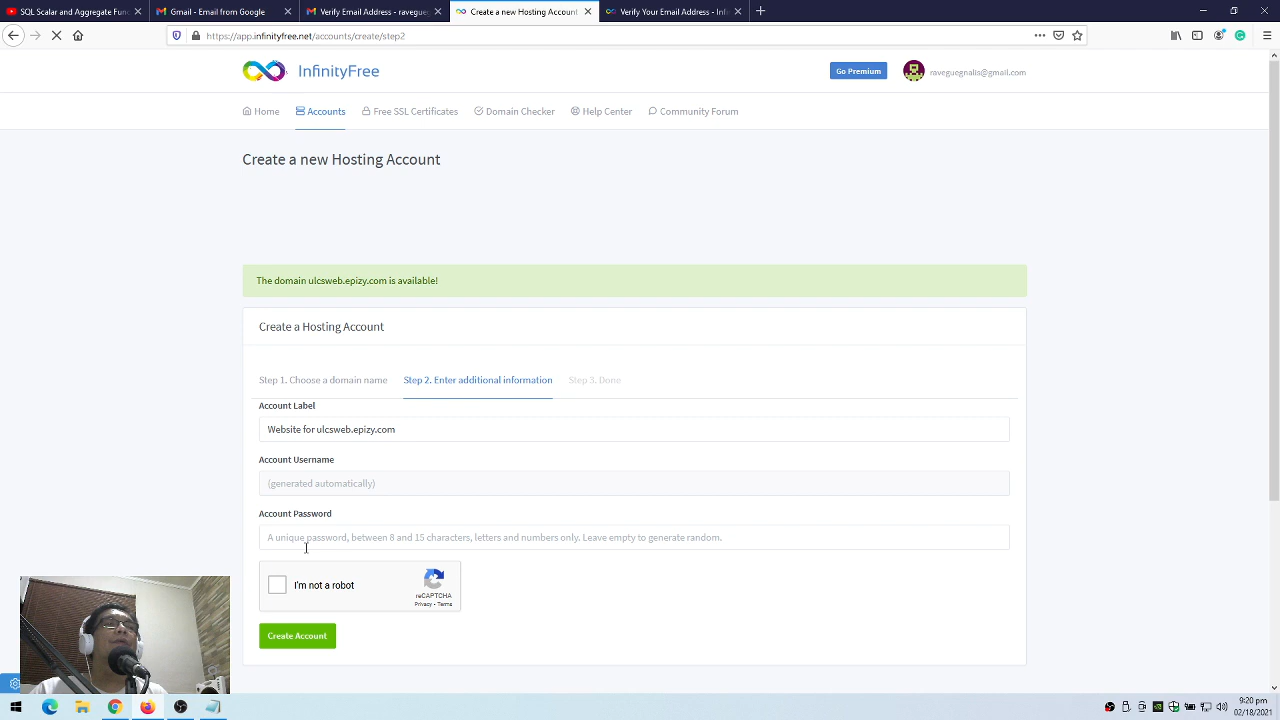 SQL Scalar and Aggregate Fun
Gmail - Email from Google
Verify Email Address - ravegueg
Create a new Hosting Account
Verify Your Email Address - Infi
https://app.infinityfree.net/accounts/create/step2
InfinityFree
Go Premium
raveguegnalis@gmail.com
Home
Accounts
Free SSL Certificates
Domain Checker
Help Center
Community Forum
Create a new Hosting Account
The domain ulcsweb.epizy.com is available!
Create a Hosting Account
Step 1. Choose a domain name
Step 2. Enter additional information
Step 3. Done
Account Label
Website for ulcsweb.epizy.com
Account Username
(generated automatically)
Account Password
A unique password, between 8 and 15 characters, letters and numbers only. Leave empty to generate random.
I'm not a robot
reCAPTCHA
Privacy • Terms
Create Account
9:20 pm
02/18/2021